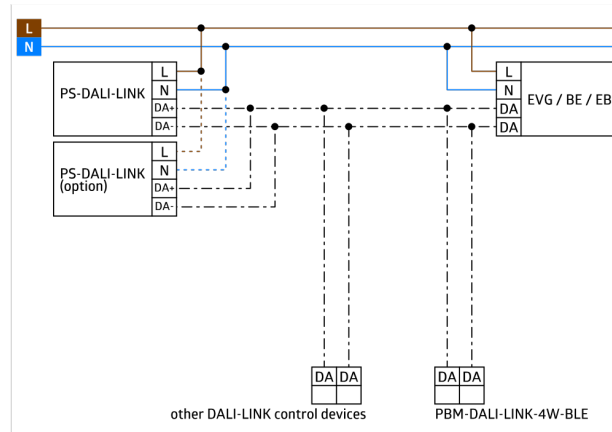 L
N
PS-DALI-LINK
L
N
DA+
DA-
PS-DALI-LINK
(option)
L
N
DA+
DA-
L
N
DA
DA
EVG / BE / EB
DA DA
other DALI-LINK control devices
DA DA
PBM-DALI-LINK-4W-BLE